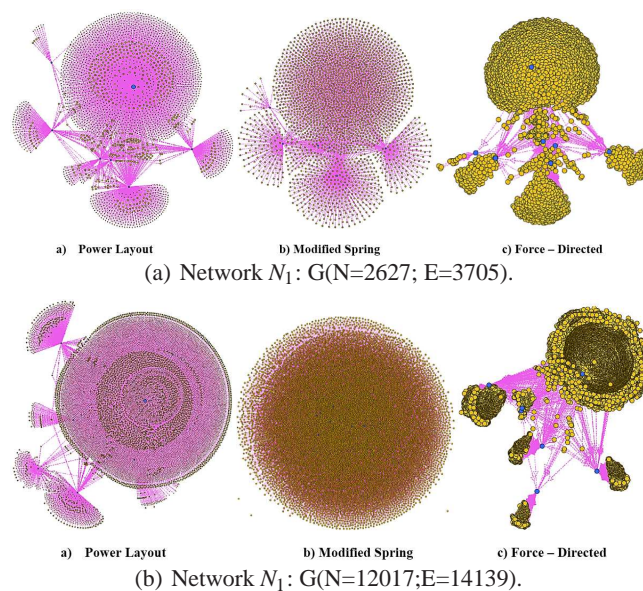 a) Power Layout b) Modified Spring c) Force – Directed
(a) Network N₁: G(N=2627; E=3705).
a) Power Layout b) Modified Spring c) Force – Directed
(b) Network N₁: G(N=12017;E=14139).